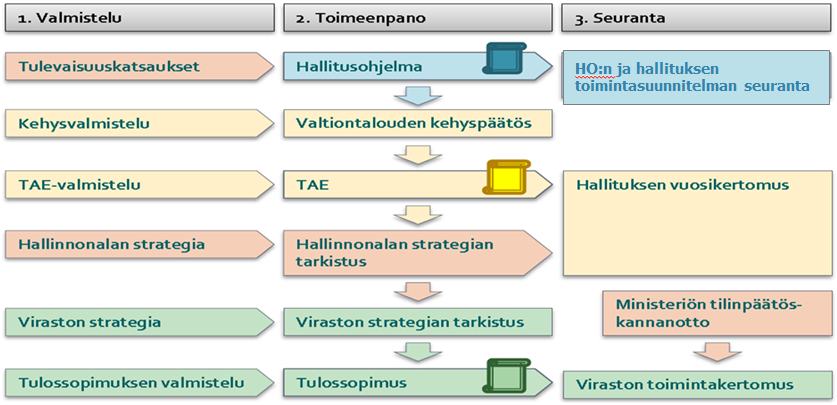 1. Valmistelu
2. Toimeenpano
3. Seuranta
Tulevaisuuskatsaukset
Hallitusohjelma
HO:n ja hallituksen
toimintasuunnitelman seuranta
Kehysvalmistelu
Valtiontalouden kehyspäätös
TAE-valmistelu
TAE
Hallituksen vuosikertomus
Hallinnonalan strategia
Hallinnonalan strategian
tarkistus
Ministeriön tilinpäätös-
kannanotto
Viraston strategia
Viraston strategian tarkistus
Tulossopimuksen valmistelu
Tulossopimus
Viraston toimintakertomus